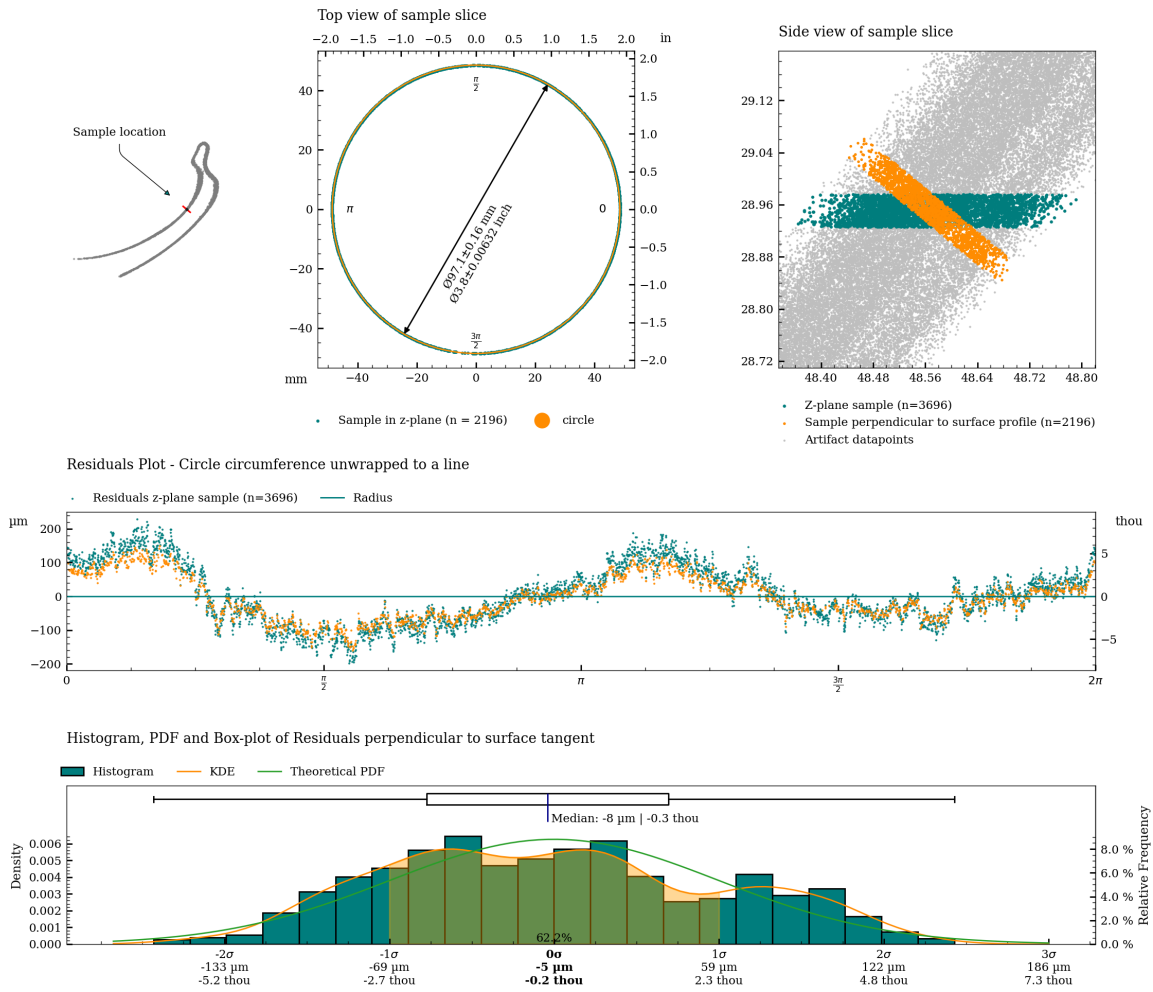 Top view of sample slice
−2.0 −1.5 −1.0 −0.5 0.0 0.5 1.0 1.5 2.0 in
Side view of sample slice
Sample location
40
20
0
−20
−40
2.0
1.5
1.0
0.5
0.0
−0.5
−1.0
−1.5
−2.0
π/2
π
0
3π/2
Ø97.1±0.16 mm
Ø3.8±0.00632 inch
mm
−40 −20 0 20 40
29.12
29.04
28.96
28.88
28.80
28.72
48.40 48.48 48.56 48.64 48.72 48.80
Sample in z-plane (n = 2196) circle
Z-plane sample (n=3696)
Sample perpendicular to surface profile (n=2196)
Artifact datapoints
Residuals Plot - Circle circumference unwrapped to a line
Residuals z-plane sample (n=3696) Radius
µm
thou
200
100
0
−100
−200
5
0
−5
0 π/2 π 3π/2 2π
Histogram, PDF and Box-plot of Residuals perpendicular to surface tangent
Histogram KDE Theoretical PDF
Median: -8 µm | -0.3 thou
Density
0.006
0.005
0.004
0.003
0.002
0.001
0.000
Relative Frequency
8.0 %
6.0 %
4.0 %
2.0 %
0.0 %
62.2%
-2σ -1σ 0σ 1σ 2σ 3σ
-133 µm -69 µm -5 µm 59 µm 122 µm 186 µm
-5.2 thou -2.7 thou -0.2 thou 2.3 thou 4.8 thou 7.3 thou